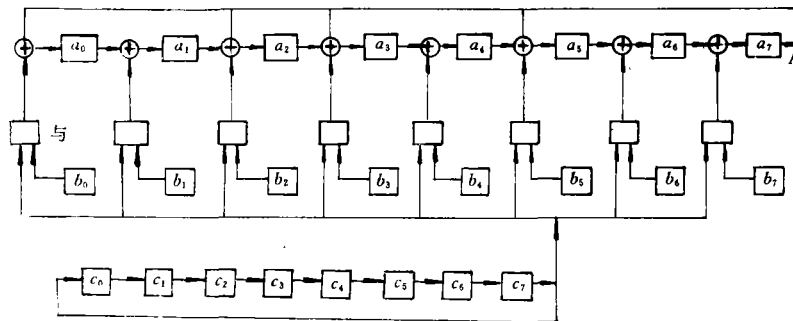 a₀ a₁ a₂ a₃ a₄ a₅ a₆ a₇
与
b₀ b₁ b₂ b₃ b₄ b₅ b₆ b₇
c₀ c₁ c₂ c₃ c₄ c₅ c₆ c₇